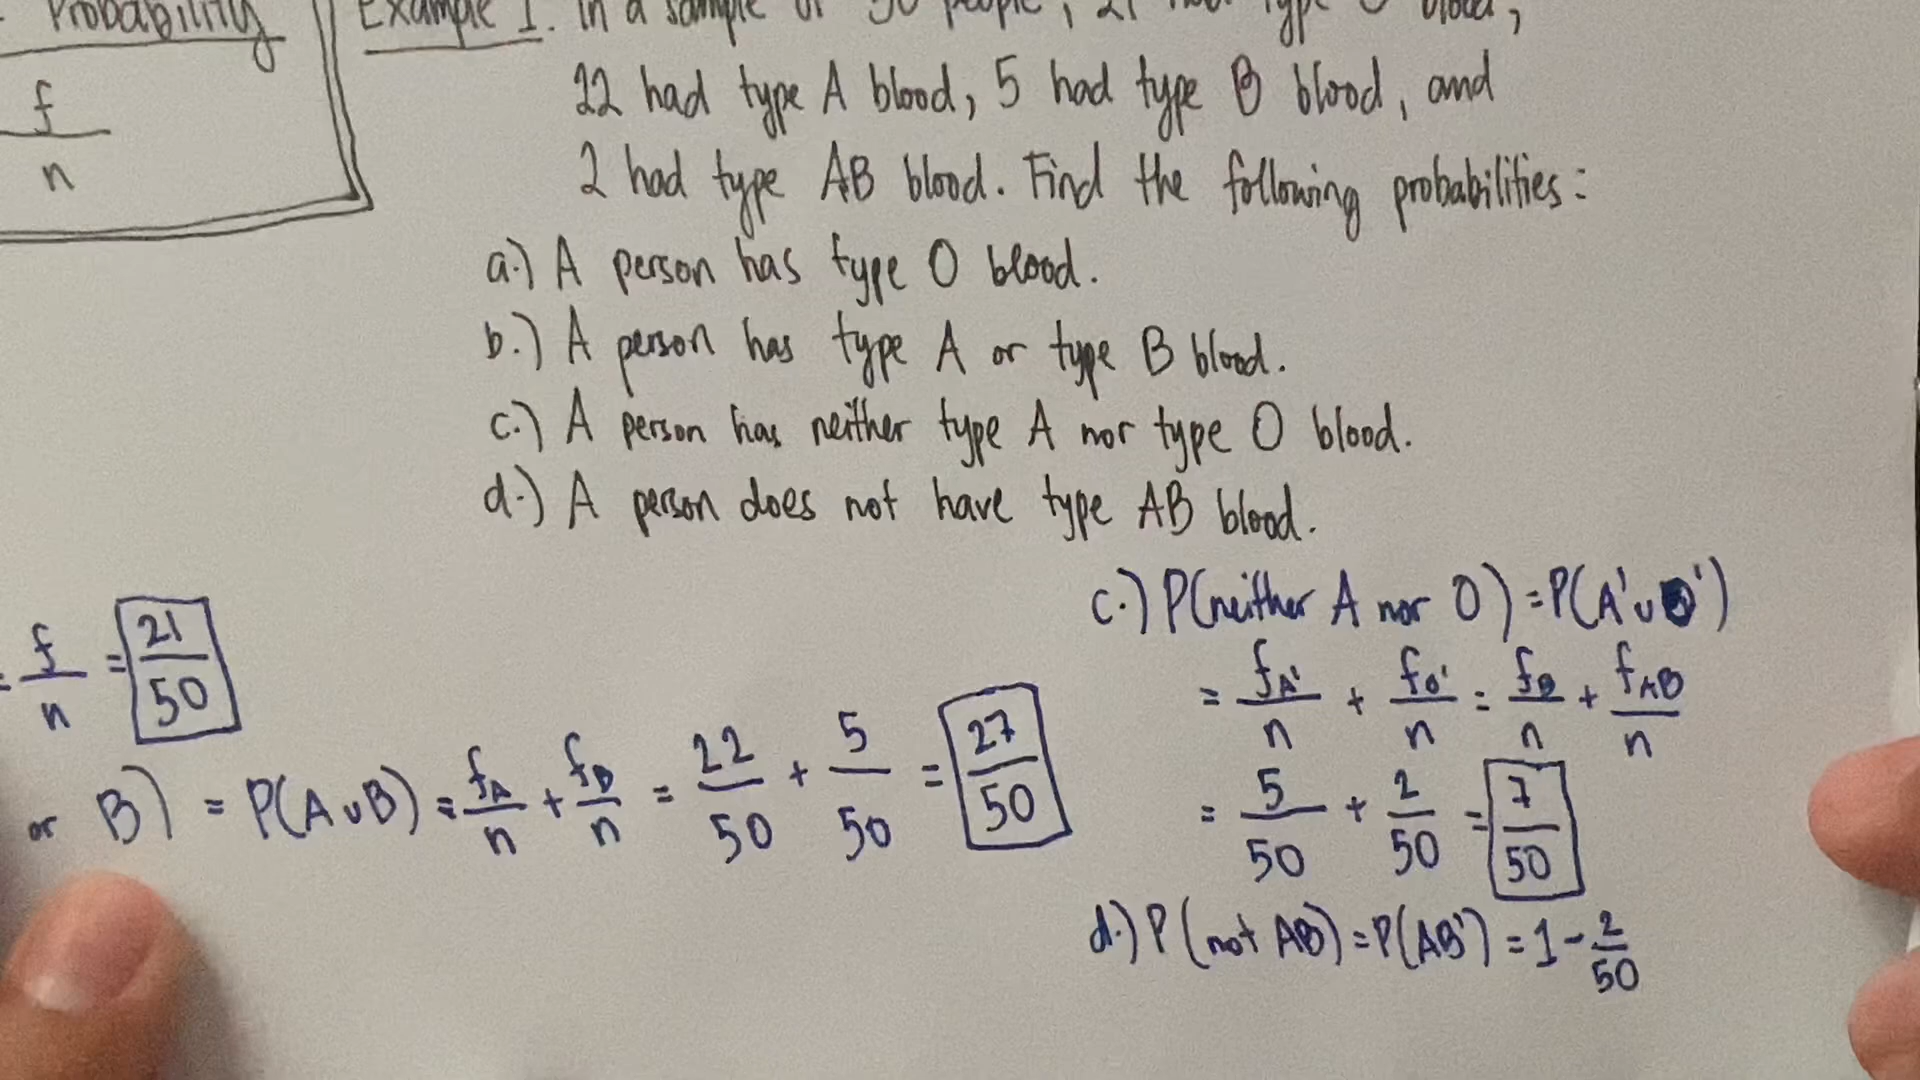 Probability
f
n
Example 1. In a sample of 50 people, 21 had type O blood,
22 had type A blood, 5 had type B blood, and
2 had type AB blood. Find the following probabilities:
a.) A person has type O blood.
b.) A person has type A or type B blood.
c.) A person has neither type A nor type O blood.
d.) A person does not have type AB blood.
= f/n = 21/50
or B) = P(A∪B) = fA/n + fB/n = 22/50 + 5/50 = 27/50
c.) P(neither A nor O) = P(A'∪O')
= fA'/n + fO'/n = fB/n + fAB/n
= 5/50 + 2/50 = 7/50
d.) P(not AB) = P(AB') = 1 - 2/50